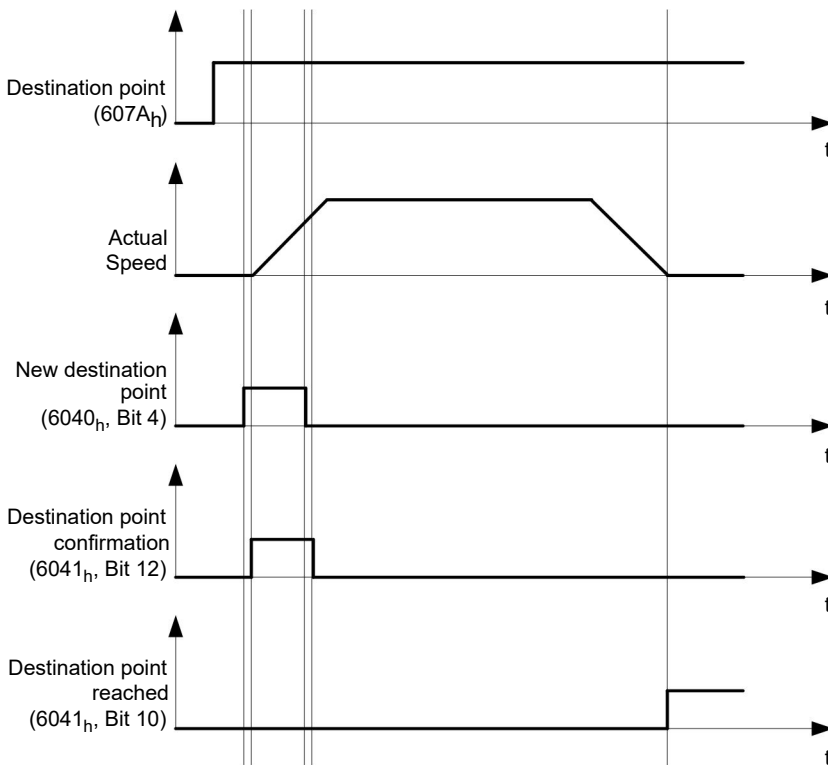 Destination point
(607Ah)
t
Actual
Speed
t
New destination
point
(6040h, Bit 4)
t
Destination point
confirmation
(6041h, Bit 12)
t
Destination point
reached
(6041h, Bit 10)
t